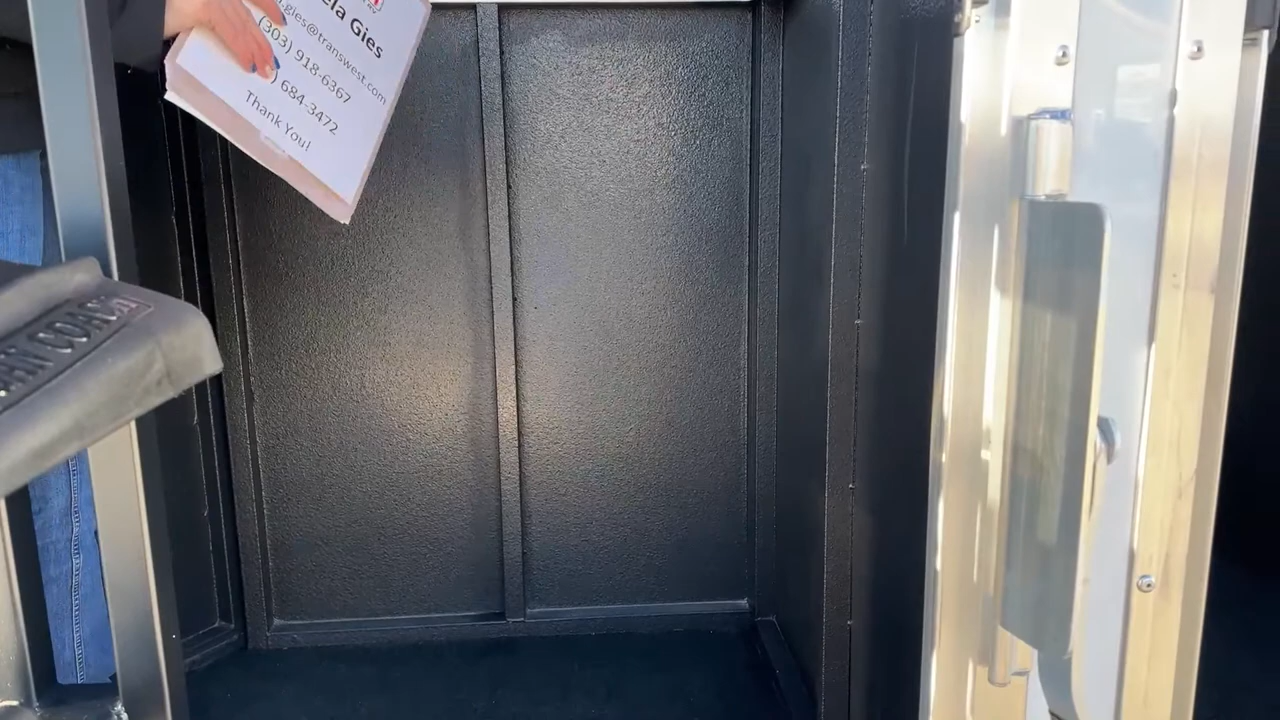 ela Gies
.gies@transwest.com
(303) 918-6367
) 684-3472
Thank You!
COACH